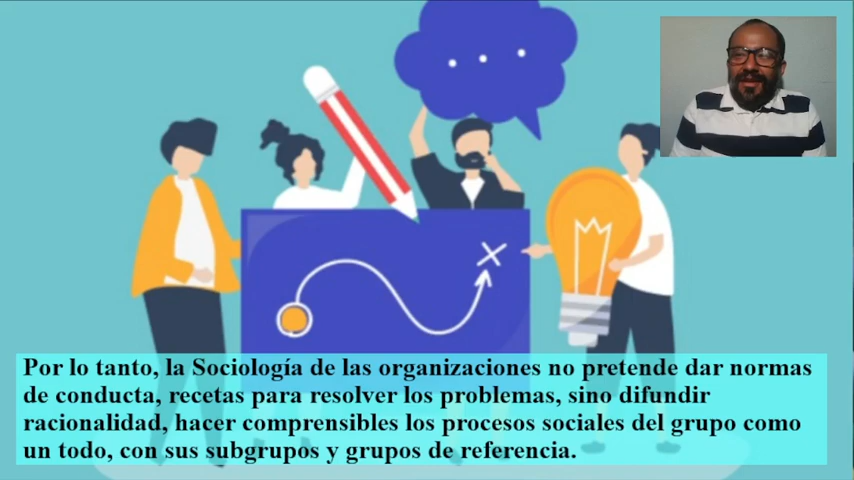 Por lo tanto, la Sociología de las organizaciones no pretende dar normas
de conducta, recetas para resolver los problemas, sino difundir
racionalidad, hacer comprensibles los procesos sociales del grupo como
un todo, con sus subgrupos y grupos de referencia.